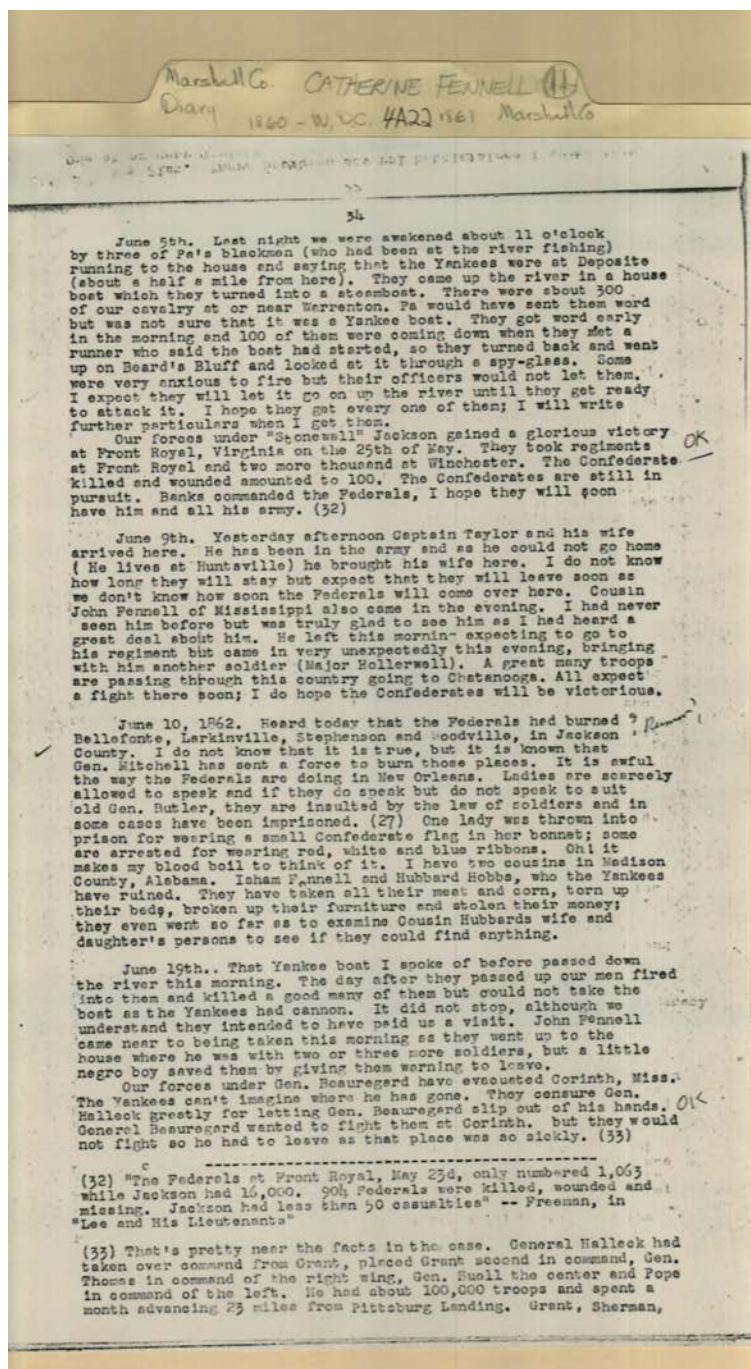 Marshall Co. CATHERINE FENNELL
Diary 1860 - W, D.C. 4A22 1861 Marshall Co
34
June 5th. Last night we were awakened about 11 o'clock
by three of Pa's blackmen (who had been at the river fishing)
running to the house and saying that the Yankees were at Deposite
(about a half a mile from here). They came up the river in a house
boat which they turned into a steamboat. There were about 300
of our cavalry at or near Warrenton. Pa would have sent them word
but was not sure that it was a Yankee boat. They got word early
in the morning and 100 of them were coming down when they met a
runner who said the boat had started, so they turned back and went
up on Beard's Bluff and looked at it through a spy-glass. Some
were very anxious to fire but their officers would not let them.
I expect they will let it go on up the river until they get ready
to attack it. I hope they get every one of them; I will write
further particulars when I get them.
Our forces under "Stonewall" Jackson gained a glorious victory
at Front Royal, Virginia on the 25th of May. They took regiments OK
at Front Royal and two more thousand at Winchester. The Confederate
killed and wounded amounted to 100. The Confederates are still in
pursuit. Banks commanded the Federals, I hope they will soon
have him and all his army. (32)
June 9th. Yesterday afternoon Captain Taylor and his wife
arrived here. He has been in the army and as he could not go home
( He lives at Huntsville) he brought his wife here. I do not know
how long they will stay but expect that they will leave soon as
we don't know how soon the Federals will come over here. Cousin
John Fennell of Mississippi also came in the evening. I had never
seen him before but was truly glad to see him as I had heard a
great deal about him. He left this mornin- expecting to go to
his regiment but came in very unexpectedly this evening, bringing
with him another soldier (Major Hollerwell). A great many troops
are passing through this country going to Chatanooga. All expect
a fight there soon; I do hope the Confederates will be victorious.
June 10, 1862. Heard today that the Federals had burned ?
Bellefonte, Larkinville, Stephenson and Woodville, in Jackson
County. I do not know that it is true, but it is known that
Gen. Mitchell has sent a force to burn those places. It is awful
the way the Federals are doing in New Orleans. Ladies are scarcely
allowed to speak and if they do speak but do not speak to suit
old Gen. Butler, they are insulted by the law of soldiers and in
some cases have been imprisoned. (27) One lady was thrown into
prison for wearing a small Confederate flag in her bonnet; some
are arrested for wearing red, white and blue ribbons. Oh! it
makes my blood boil to think of it. I have two cousins in Madison
County, Alabama. Isham Fennell and Hubbard Hobbs, who the Yankees
have ruined. They have taken all their meat and corn, torn up
their beds, broken up their furniture and stolen their money;
they even went so far as to examine Cousin Hubbards wife and
daughter's persons to see if they could find anything.
June 19th.. That Yankee boat I spoke of before passed down
the river this morning. The day after they passed up our men fired
into them and killed a good many of them but could not take the
boat as the Yankees had cannon. It did not stop, although we
understand they intended to have paid us a visit. John Fennell
came near to being taken this morning as they went up to the
house where he was with two or three more soldiers, but a little
negro boy saved them by giving them warning to leave.
Our forces under Gen. Beauregard have evacuated Corinth, Miss.
The Yankees can't imagine where he has gone. They censure Gen.
Halleck greatly for letting Gen. Beauregard slip out of his hands. OK
General Beauregard wanted to fight them at Corinth. but they would
not fight so he had to leave as that place was so sickly. (33)
(32) "The Federals at Front Royal, May 23d, only numbered 1,063
while Jackson had 16,000. 904 Federals were killed, wounded and
missing. Jackson had less than 50 casualties" -- Freeman, in
"Lee and His Lieutenants"
(33) That's pretty near the facts in the case. General Halleck had
taken over command from Grant, placed Grant second in command, Gen.
Thomas in command of the right wing, Gen. Buell the center and Pope
in command of the left. He had about 100,000 troops and spent a
month advancing 23 miles from Pittsburg Landing. Grant, Sherman,